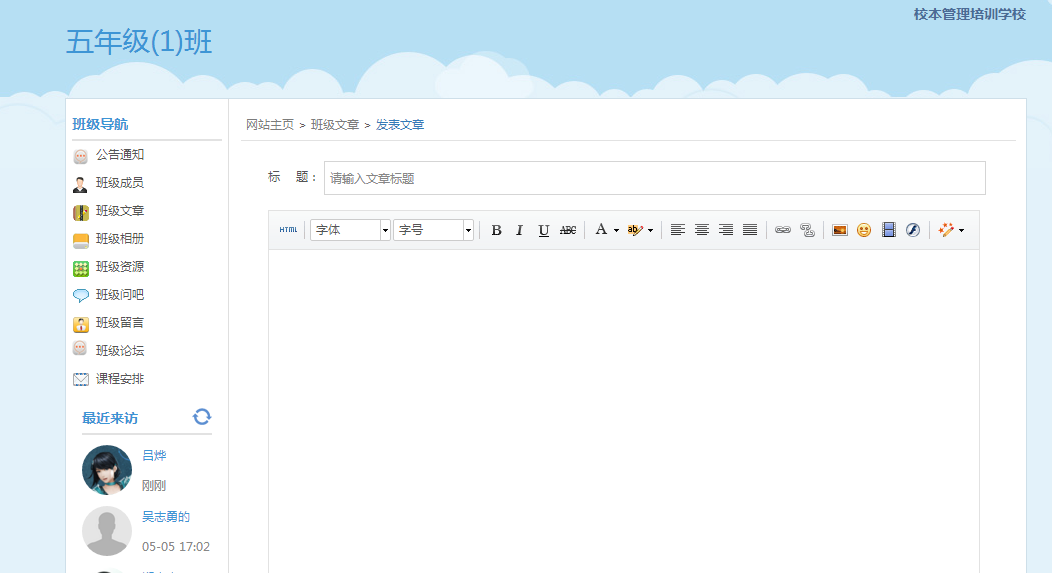 校本管理培训学校
五年级(1)班
班级导航
公告通知
班级成员
班级文章
班级相册
班级资源
班级问吧
班级留言
班级论坛
课程安排
最近来访
吕烨
刚刚
吴志勇的
05-05 17:02
网站主页 > 班级文章 > 发表文章
标 题：
请输入文章标题
HTML 字体 字号 B I U ABC A ab